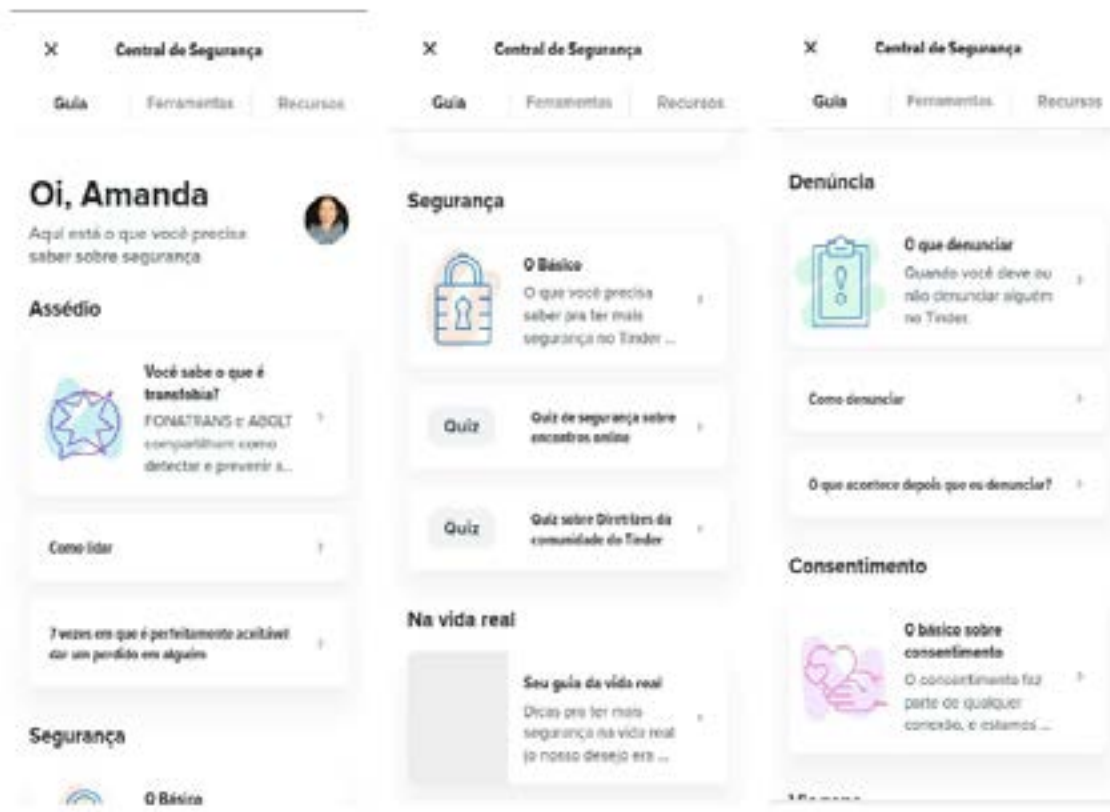 × Central de Segurança
Guia Ferramentas Recursos
Oi, Amanda
Aqui está o que você precisa
saber sobre segurança
Assédio
Você sabe o que é
transfobia?
FONATRANS e ABGLT
compartilham como
detectar e prevenir a...
Como lidar
7 vezes em que é perfeitamente aceitável
dar um perdido em alguém
Segurança
O Básico
× Central de Segurança
Guia Ferramentas Recursos
Segurança
O Básico
O que você precisa
saber pra ter mais
segurança no Tinder ...
Quiz
Quiz de segurança sobre
encontros online
Quiz
Quiz sobre Diretrizes da
comunidade do Tinder
Na vida real
Seu guia da vida real
Dicas pra ter mais
segurança na vida real
(o nosso desejo era ...
× Central de Segurança
Guia Ferramentas Recursos
Denúncia
O que denunciar
Quando você deve ou
não denunciar alguém
no Tinder.
Como denunciar
O que acontece depois que eu denunciar?
Consentimento
O básico sobre
consentimento
O consentimento faz
parte de qualquer
conexão, e estamos ...